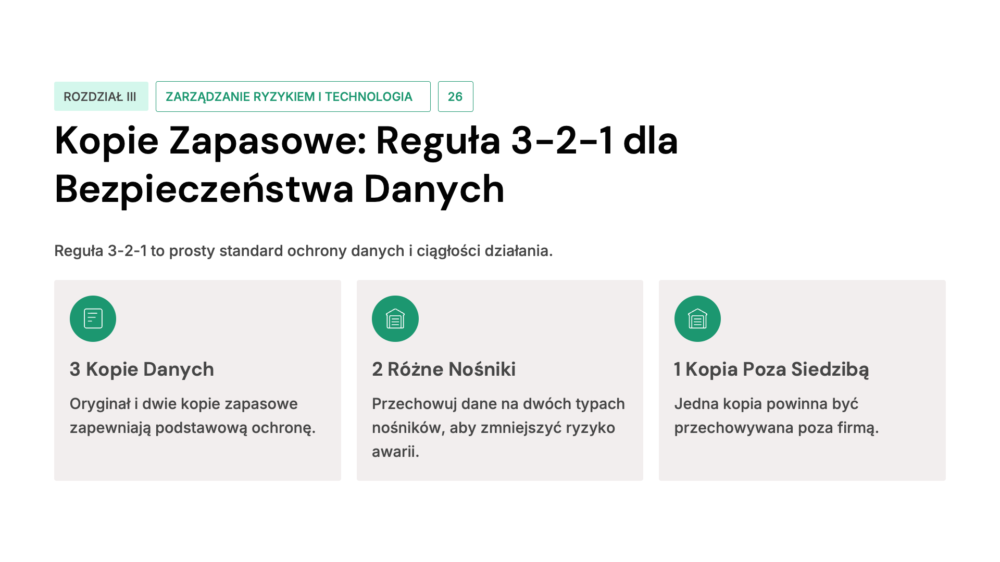 ROZDZIAŁ III
ZARZĄDZANIE RYZYKIEM I TECHNOLOGIA
26
Kopie Zapasowe: Reguła 3-2-1 dla
Bezpieczeństwa Danych
Reguła 3-2-1 to prosty standard ochrony danych i ciągłości działania.
3 Kopie Danych
Oryginał i dwie kopie zapasowe
zapewniają podstawową ochronę.
2 Różne Nośniki
Przechowuj dane na dwóch typach
nośników, aby zmniejszyć ryzyko
awarii.
1 Kopia Poza Siedzibą
Jedna kopia powinna być
przechowywana poza firmą.